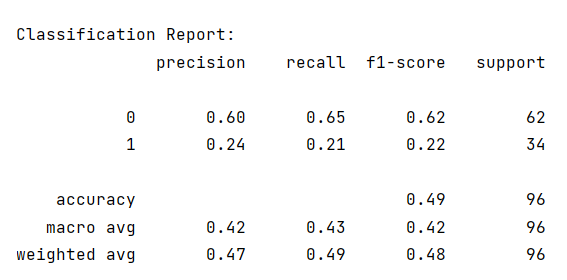 Classification Report:
precision recall f1-score support
0 0.60 0.65 0.62 62
1 0.24 0.21 0.22 34
accuracy 0.49 96
macro avg 0.42 0.43 0.42 96
weighted avg 0.47 0.49 0.48 96